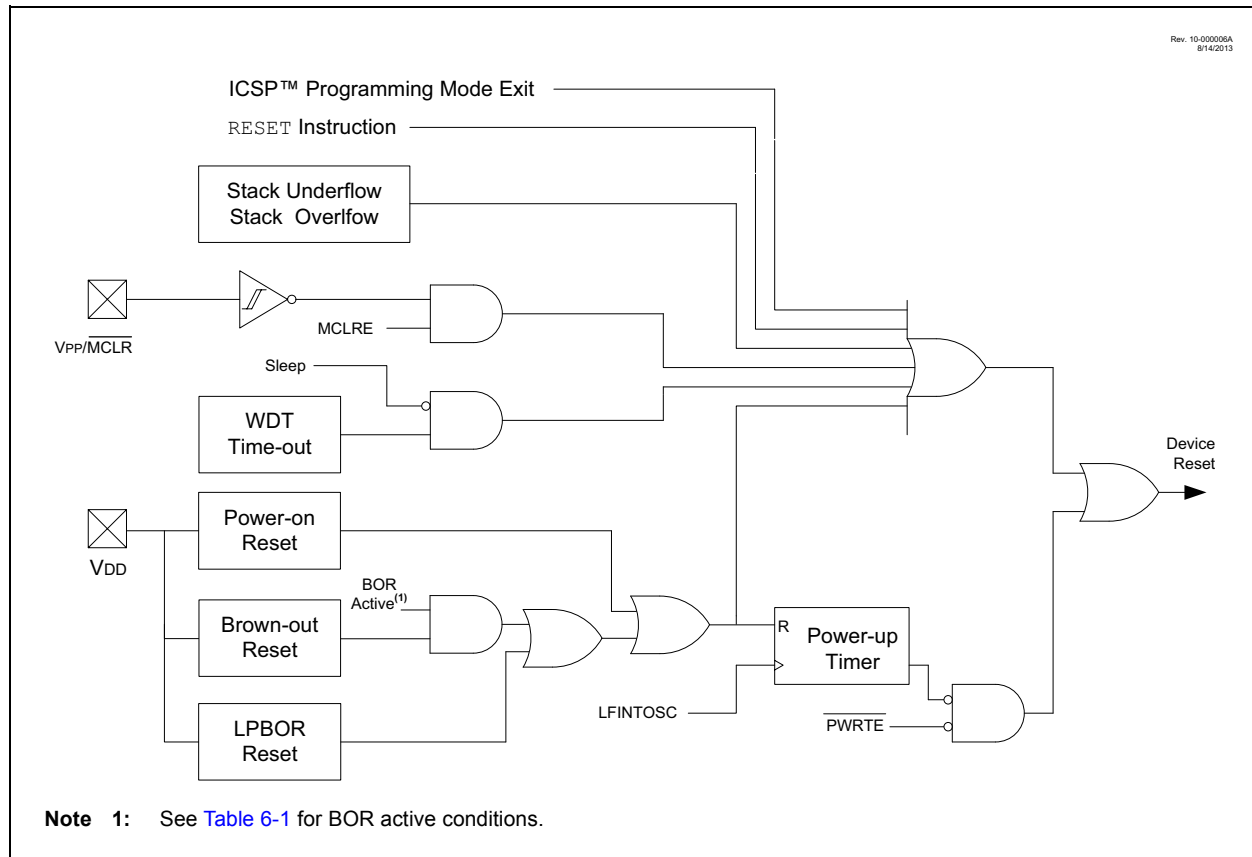 Rev. 10-000006A
8/14/2013
ICSP™ Programming Mode Exit
RESET Instruction
Stack Underflow
Stack Overlfow
VPP/MCLR
MCLRE
Sleep
WDT
Time-out
Device
Reset
VDD
Power-on
Reset
BOR
Active(1)
Brown-out
Reset
R
Power-up
Timer
LFINTOSC
PWRTE
LPBOR
Reset
Note 1: See Table 6-1 for BOR active conditions.